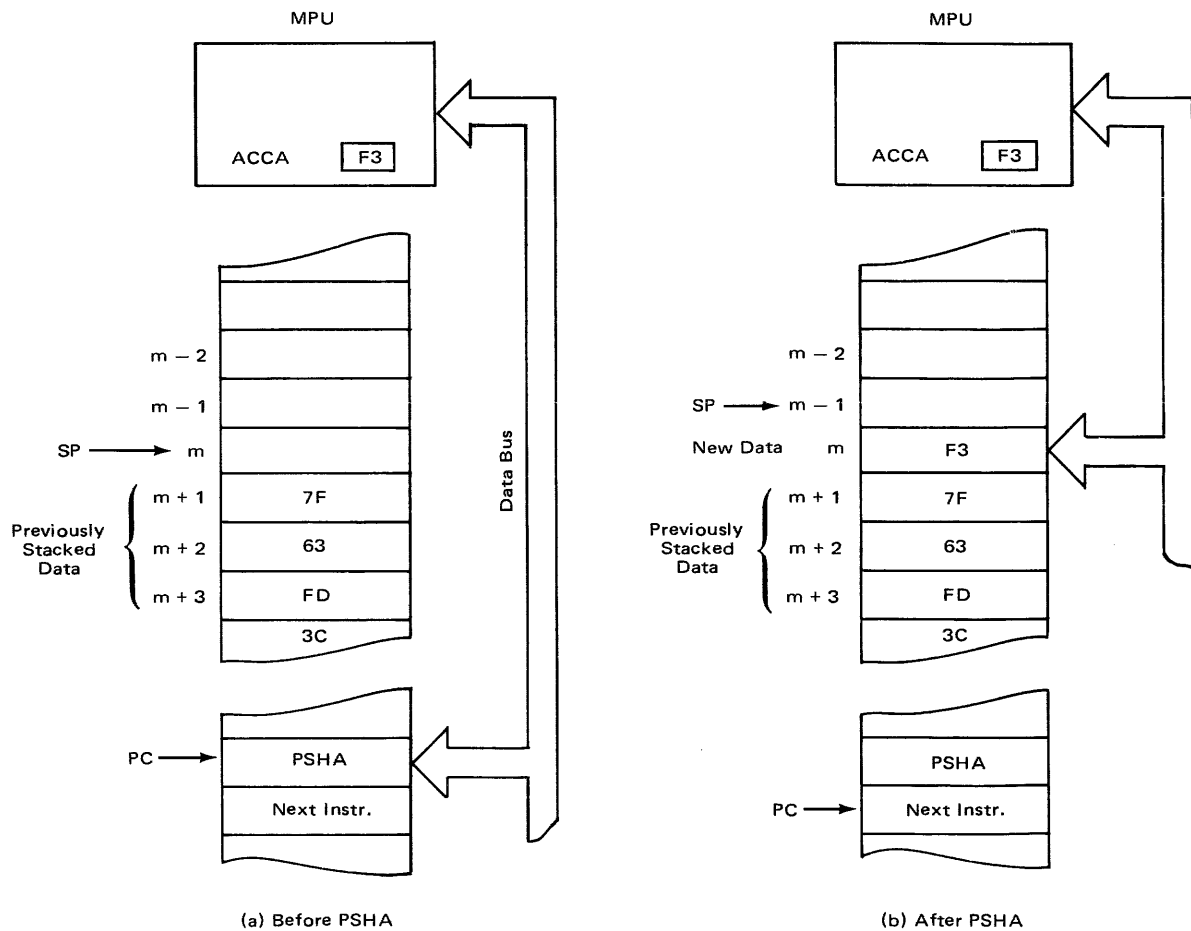 MPU
ACCA F3
m – 2
m – 1
SP m
m + 1 7F
m + 2 63
m + 3 FD
3C
Previously
Stacked
Data
Data Bus
PC PSHA
Next Instr.
(a) Before PSHA
MPU
ACCA F3
m – 2
SP m – 1
New Data m F3
m + 1 7F
m + 2 63
m + 3 FD
3C
Previously
Stacked
Data
PSHA
PC Next Instr.
(b) After PSHA